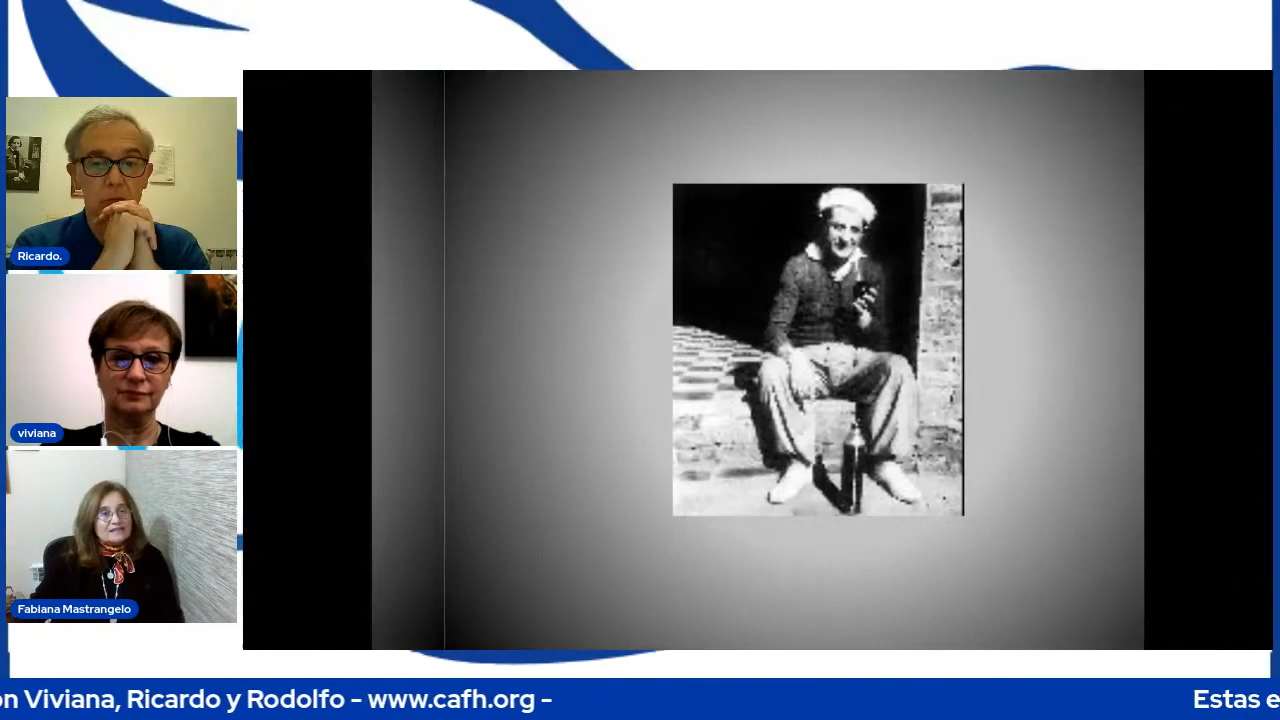 Ricardo.
viviana
Fabiana Mastrangelo
on Viviana, Ricardo y Rodolfo - www.cafh.org -
Estas e